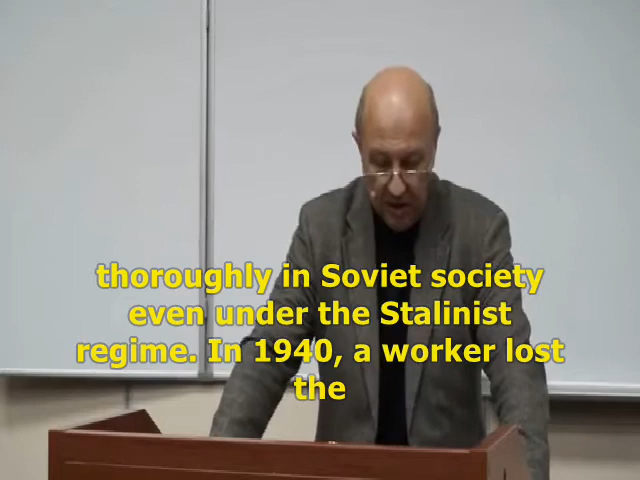 thoroughly in Soviet society
even under the Stalinist
regime. In 1940, a worker lost
the